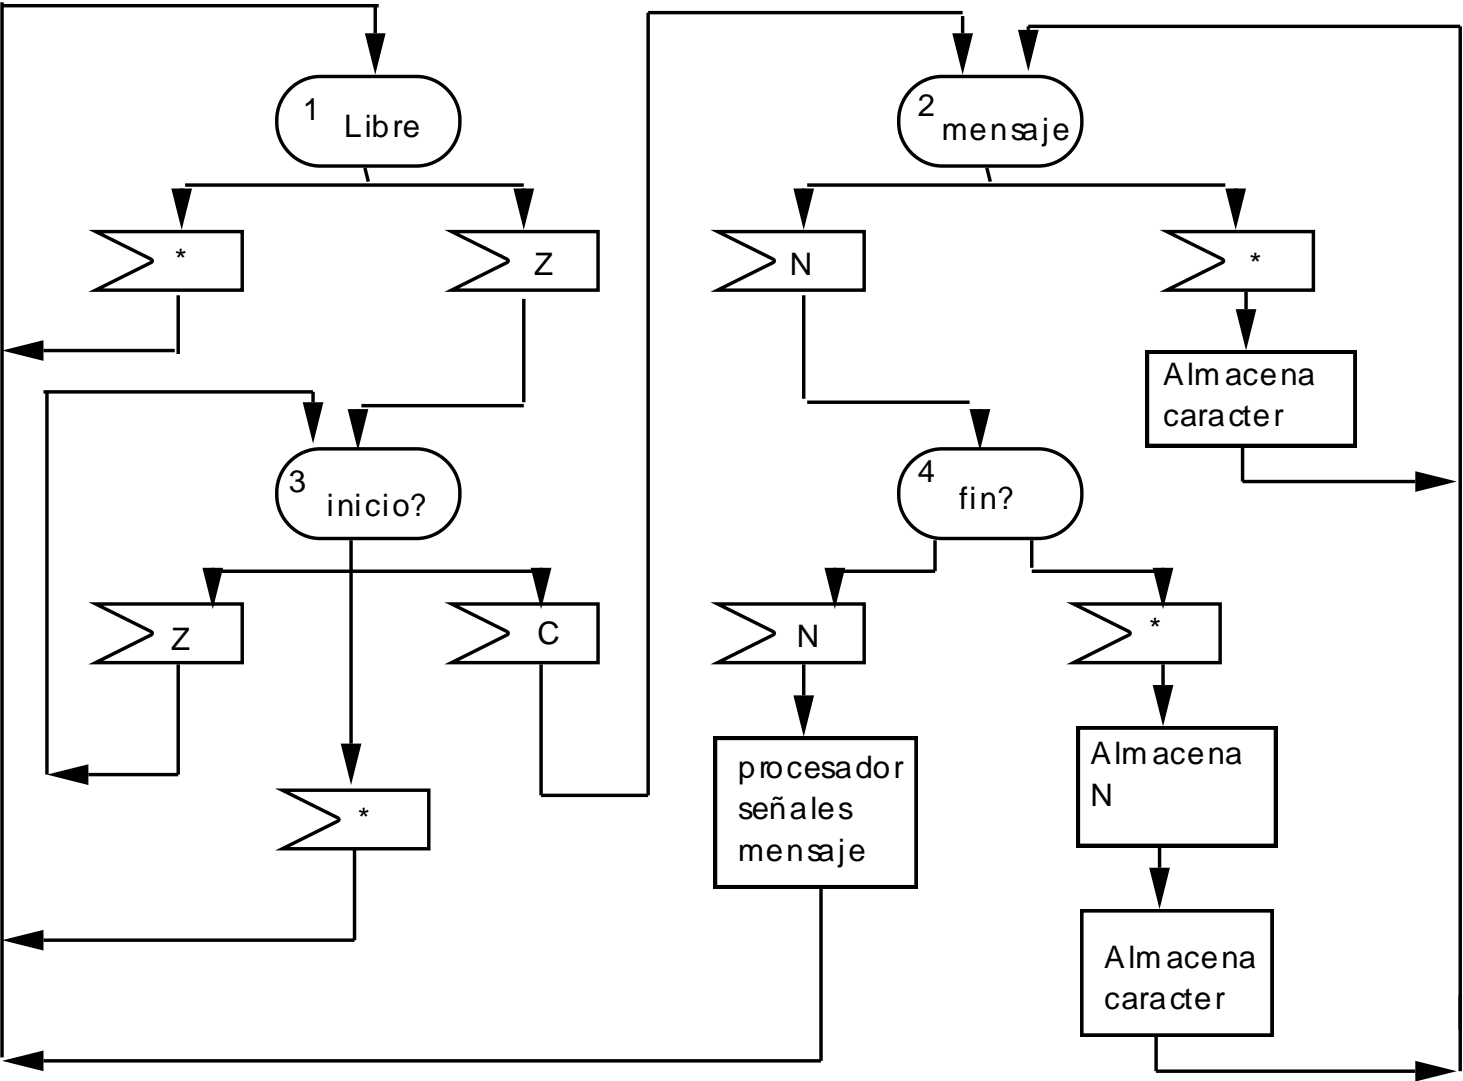 1
Libre
2
mensaje
*
Z
N
*
Almacena
caracter
3
inicio?
4
fin?
Z
C
N
*
procesador
señales
mensaje
Almacena
N
*
Almacena
caracter